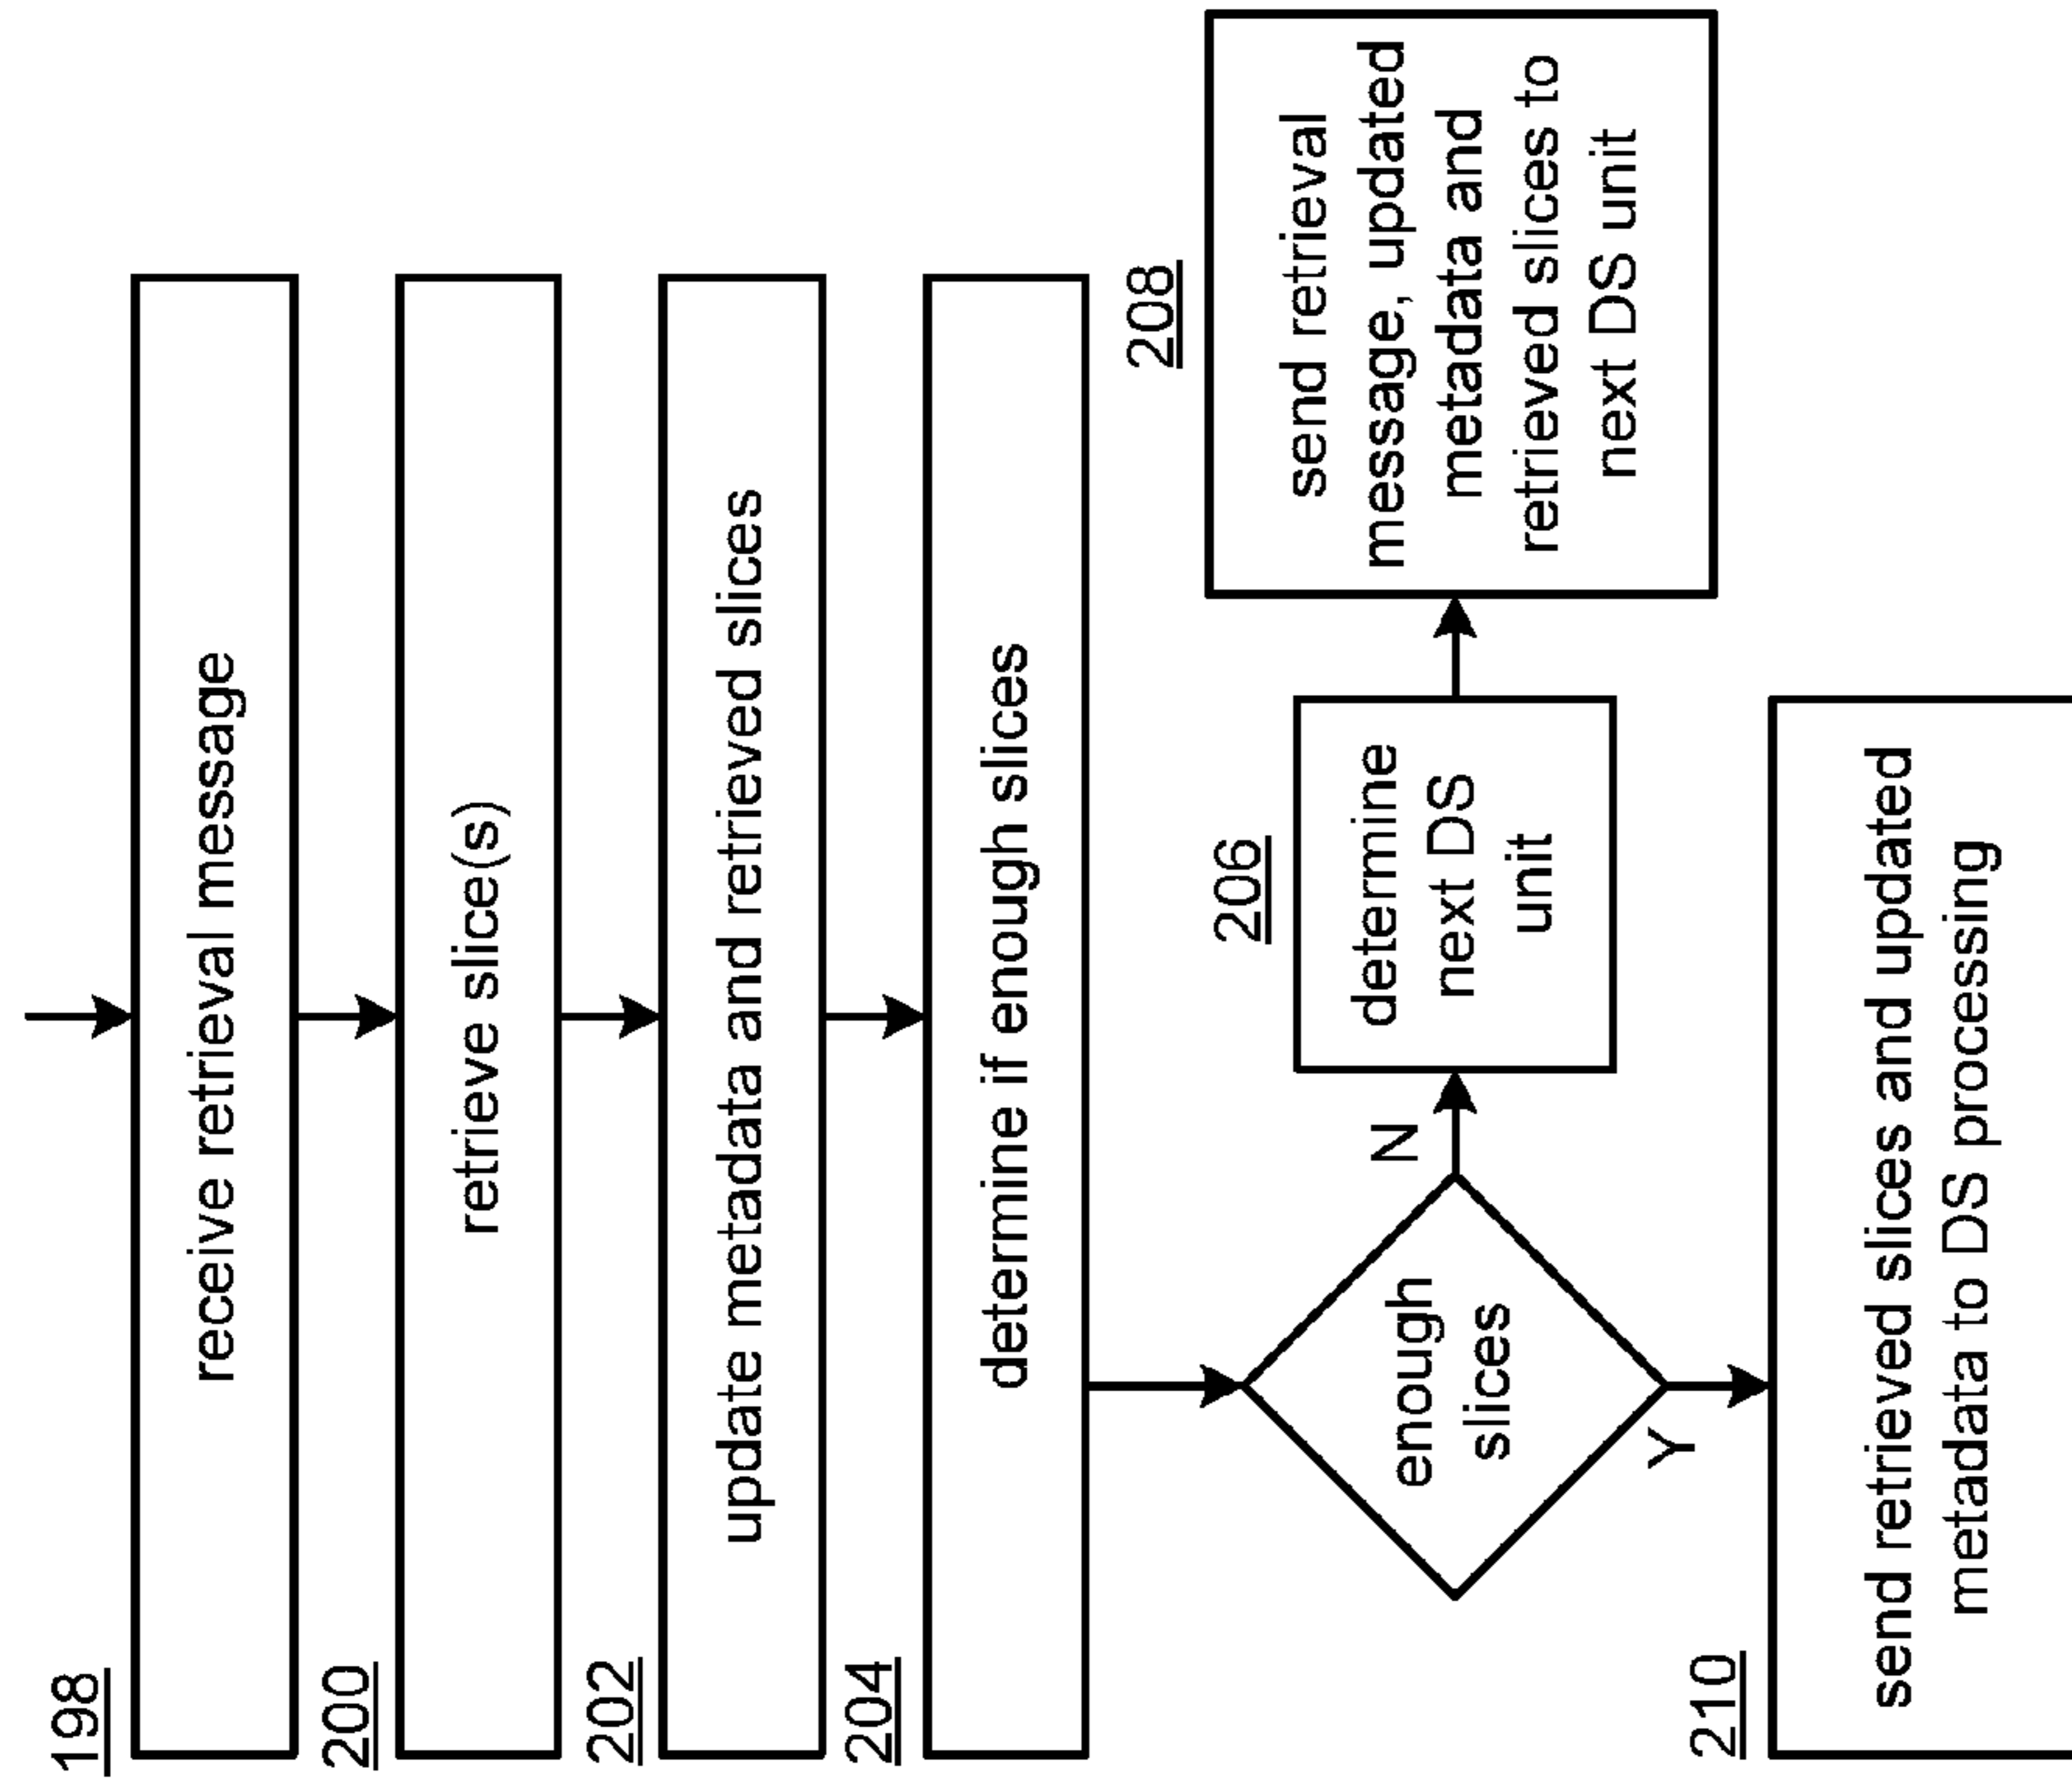 198
receive retrieval message
200
retrieve slice(s)
202
update metadata and retrieved slices
204
determine if enough slices
enough
slices
N
Y
206
determine
next DS
unit
208
send retrieval
message, updated
metadata and
retrieved slices to
next DS unit
210
send retrieved slices and updated
metadata to DS processing